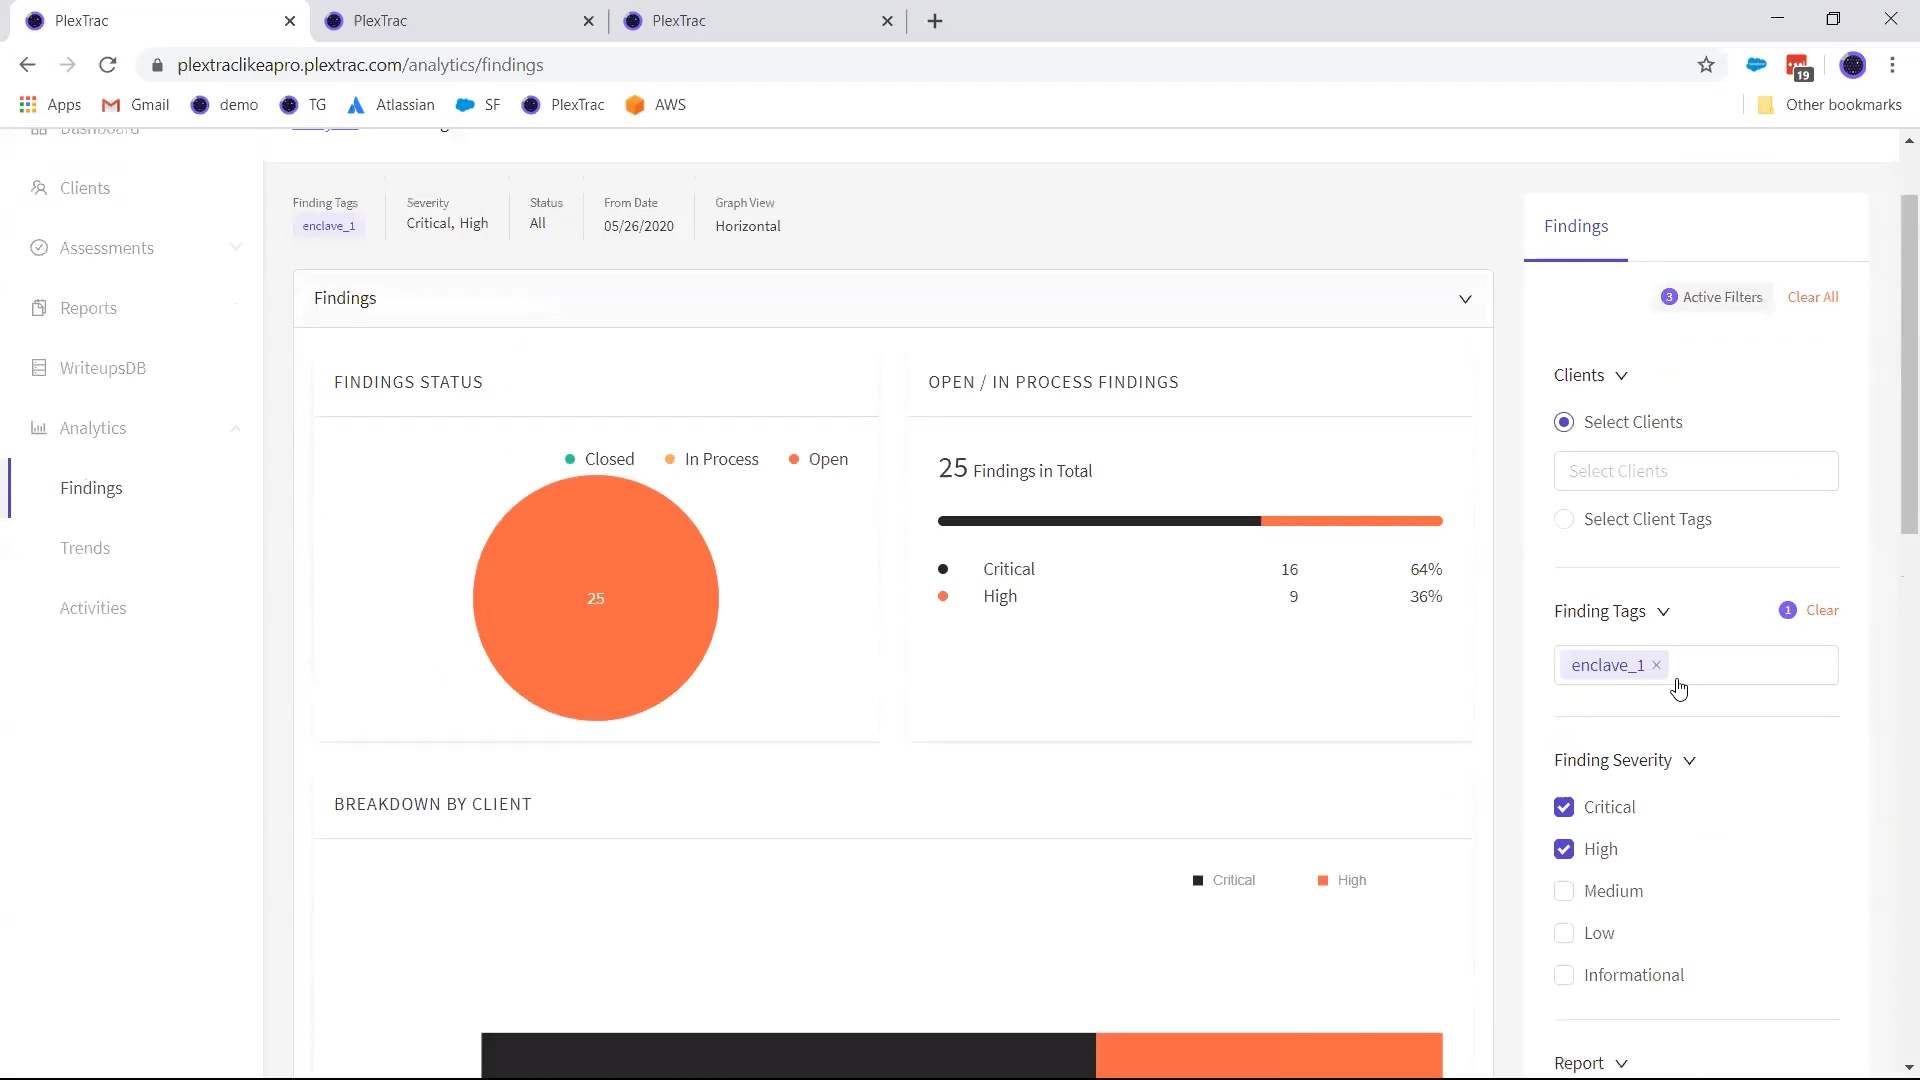 PlexTrac
PlexTrac
PlexTrac
plextraclikeapro.plextrac.com/analytics/findings
19
Apps
Gmail
demo
TG
Atlassian
SF
PlexTrac
AWS
Other bookmarks
Dashboard
Clients
Assessments
Reports
WriteupsDB
Analytics
Findings
Trends
Activities
Finding Tags
enclave_1
Severity
Critical, High
Status
All
From Date
05/26/2020
Graph View
Horizontal
Findings
FINDINGS STATUS
Closed
In Process
Open
25
OPEN / IN PROCESS FINDINGS
25 Findings in Total
Critical 16 64%
High 9 36%
BREAKDOWN BY CLIENT
Critical
High
Findings
3 Active Filters
Clear All
Clients
Select Clients
Select Clients
Select Client Tags
Finding Tags
1 Clear
enclave_1 ×
Finding Severity
Critical
High
Medium
Low
Informational
Report